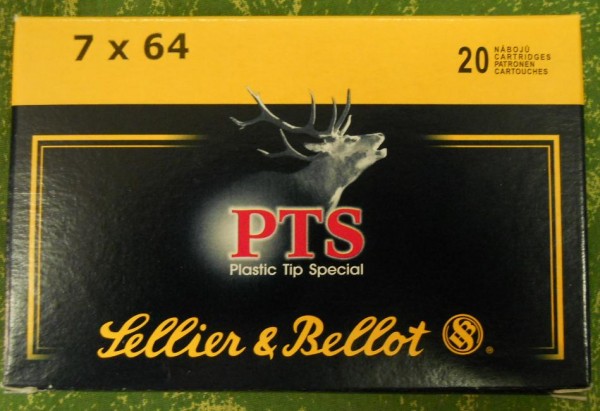 7 x 64
20
NÁBOJŮ
CARTRIDGES
PATRONEN
CARTOUCHES
PTS
Plastic Tip Special
Sellier & Bellot
®